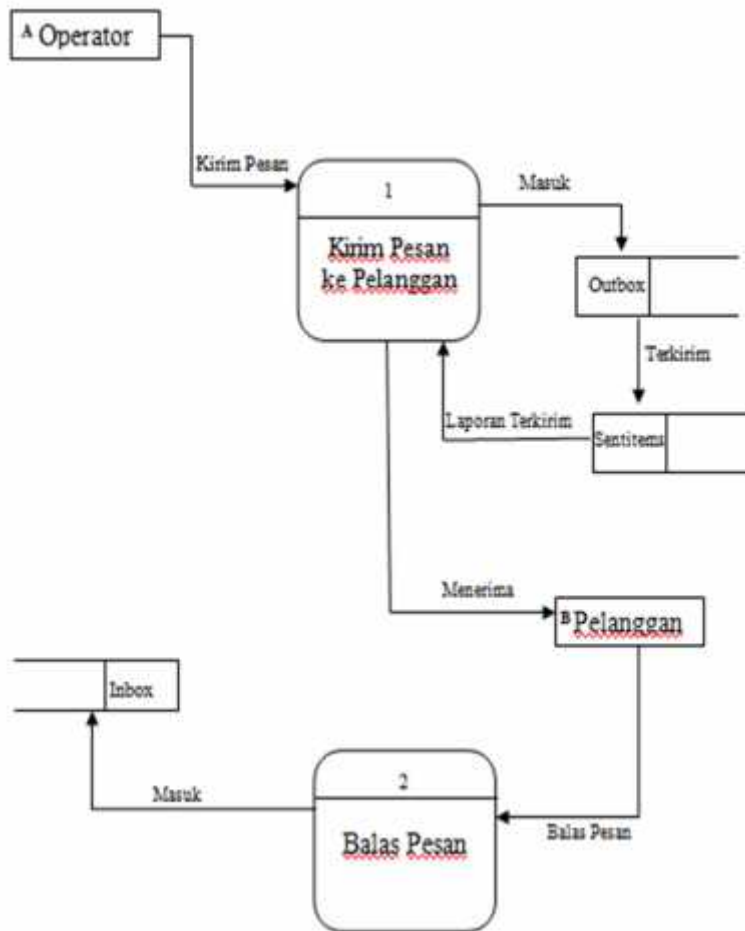 A Operator
Kirim Pesan
1
Masuk
Kirim Pesan
ke Pelanggan
Outbox
Terkirim
Laporan Terkirim
Sentitems
Menerima
B Pelanggan
Inbox
2
Masuk
Balas Pesan
Balas Pesan